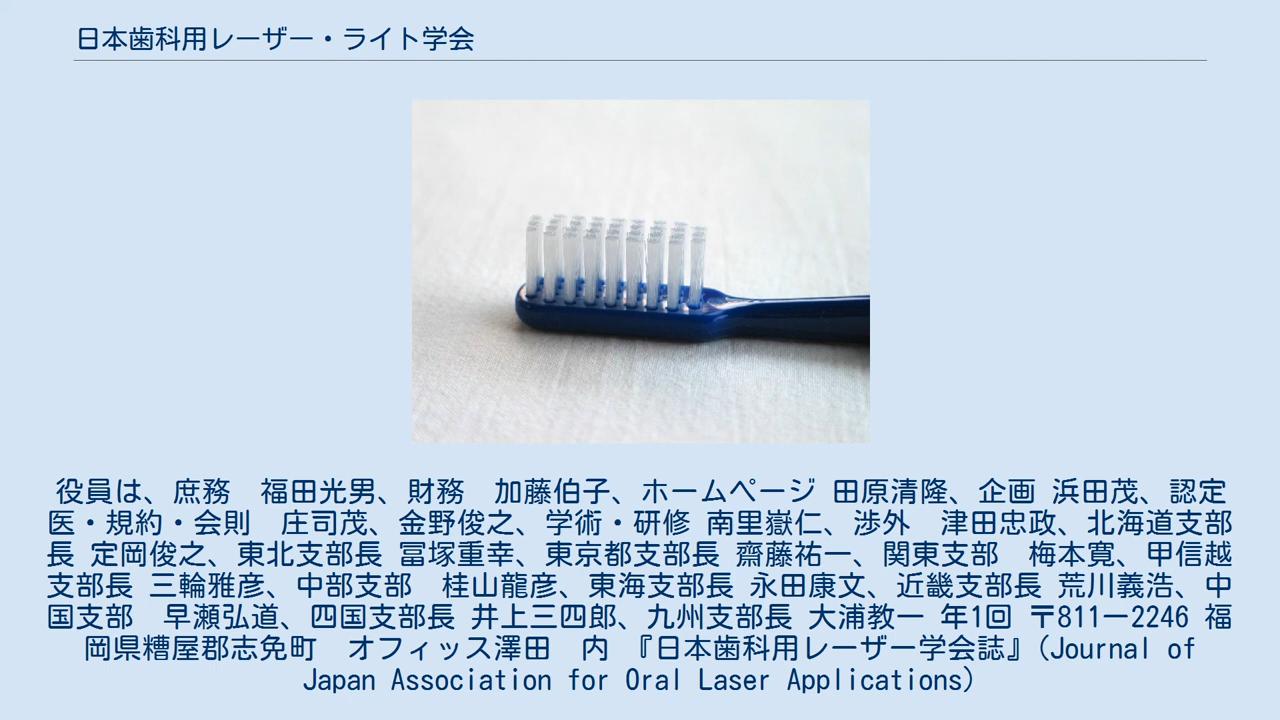 日本歯科用レーザー・ライト学会
役員は、庶務　福田光男、財務　加藤伯子、ホームページ 田原清隆、企画 浜田茂、認定
医・規約・会則　庄司茂、金野俊之、学術・研修 南里嶽仁、渉外　津田忠政、北海道支部
長 定岡俊之、東北支部長 冨塚重幸、東京都支部長 齋藤祐一、関東支部　梅本寛、甲信越
支部長 三輪雅彦、中部支部　桂山龍彦、東海支部長 永田康文、近畿支部長 荒川義浩、中
国支部　早瀬弘道、四国支部長 井上三四郎、九州支部長 大浦教一 年1回 〒811ー2246 福
岡県糟屋郡志免町　オフィッス澤田　内 『日本歯科用レーザー学会誌』（Journal of
Japan Association for Oral Laser Applications）